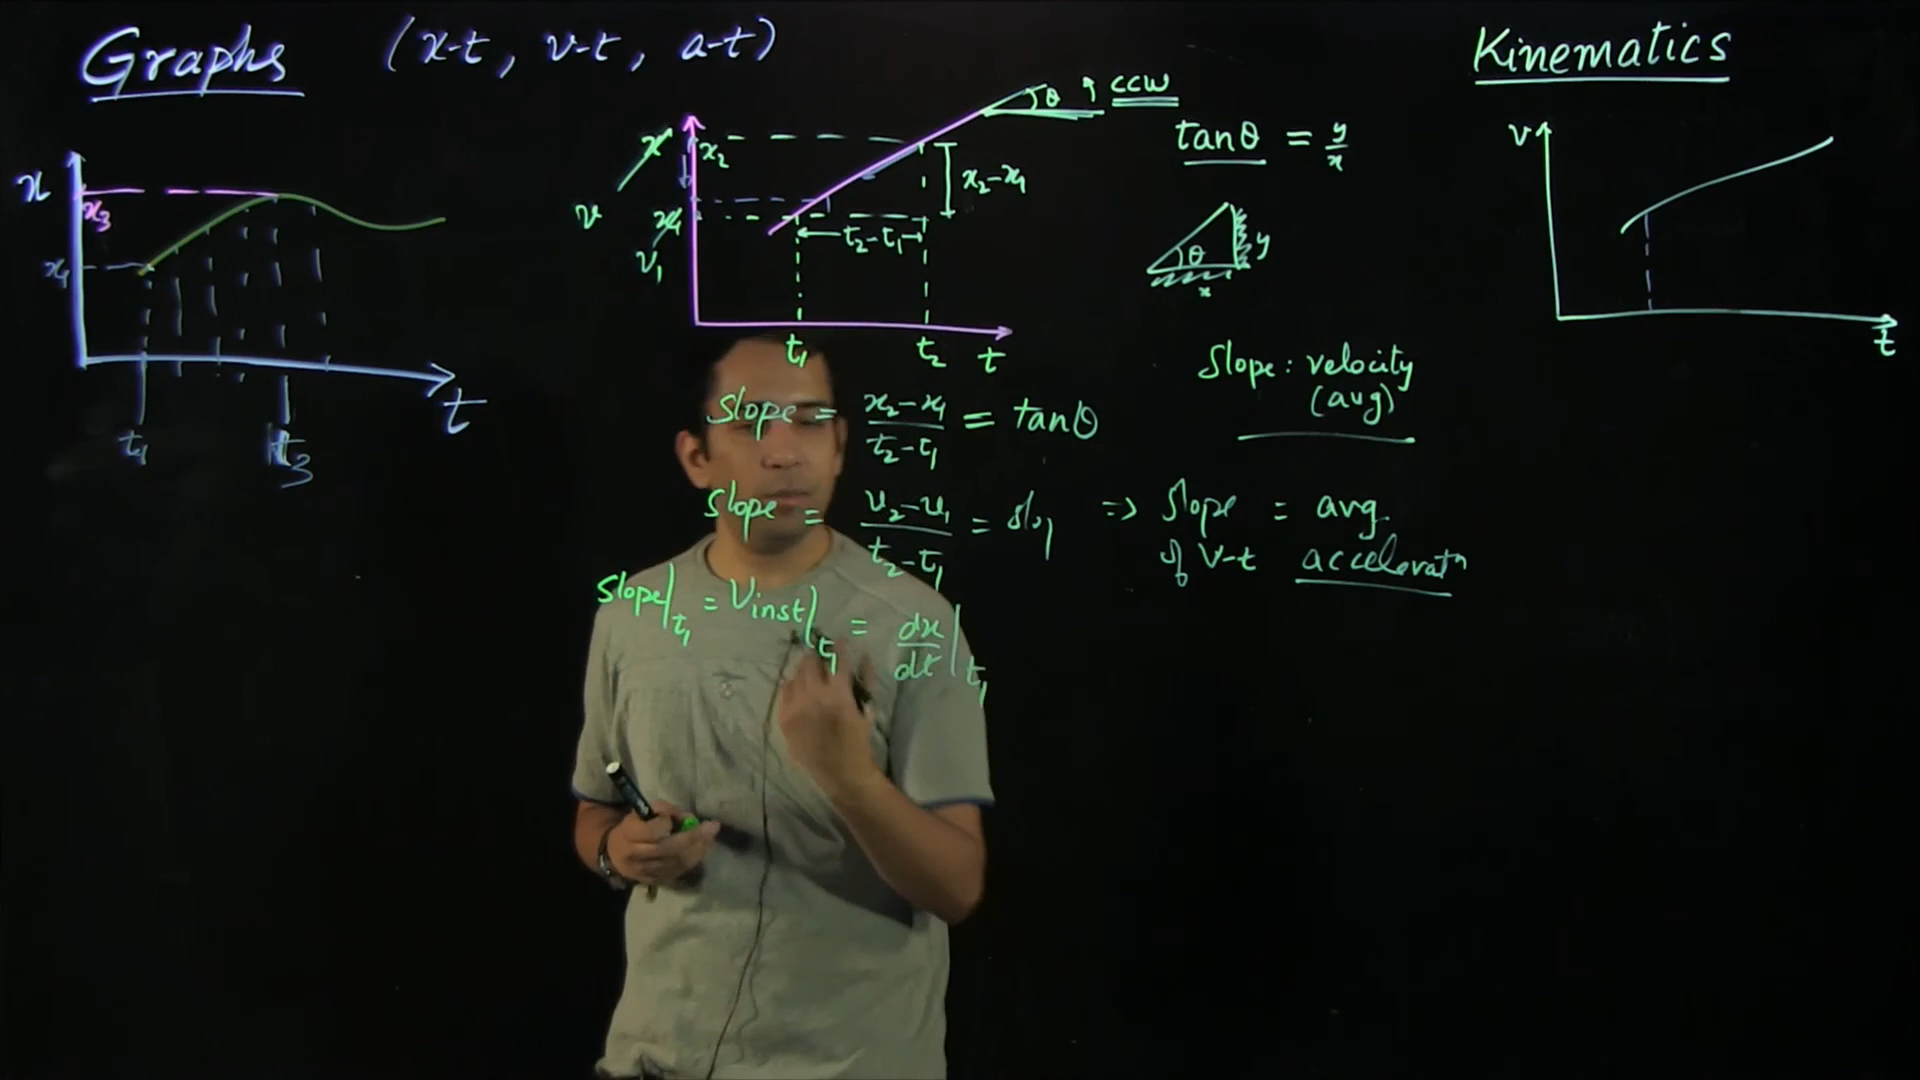 Graphs (x-t, v-t, a-t)
Kinematics
x
x3
x1
t1
t3
t
x
v
x2
x1
v1
x2-x1
t2-t1
t1
t2
t
θ
CCW
tanθ = y/x
θ
y
x
v
t
Slope: velocity
(avg)
Slope = x2-x1/t2-t1 = tanθ
Slope = v2-v1/t2-t1 = slop
=> Slope = avg
of v-t acceleratn
Slope|t1 = Vinst|t1 = dx/dt|t1